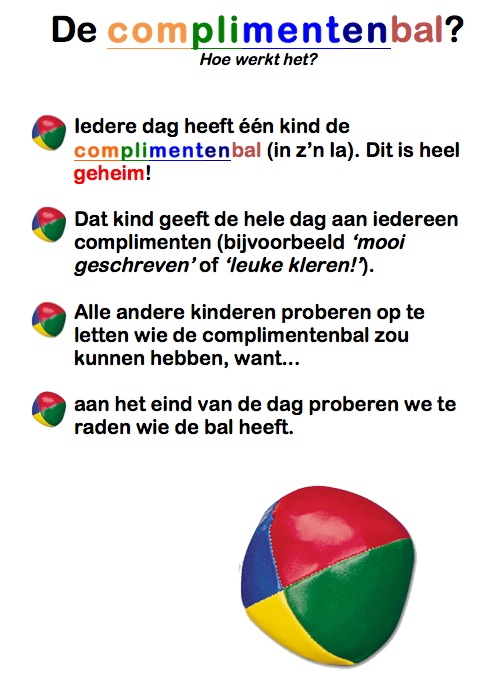 De complimentenbal?
Hoe werkt het?
Iedere dag heeft één kind de
complimentenbal (in z’n la). Dit is heel
geheim!
Dat kind geeft de hele dag aan iedereen
complimenten (bijvoorbeeld ‘mooi
geschreven’ of ‘leuke kleren!’).
Alle andere kinderen proberen op te
letten wie de complimentenbal zou
kunnen hebben, want...
aan het eind van de dag proberen we te
raden wie de bal heeft.